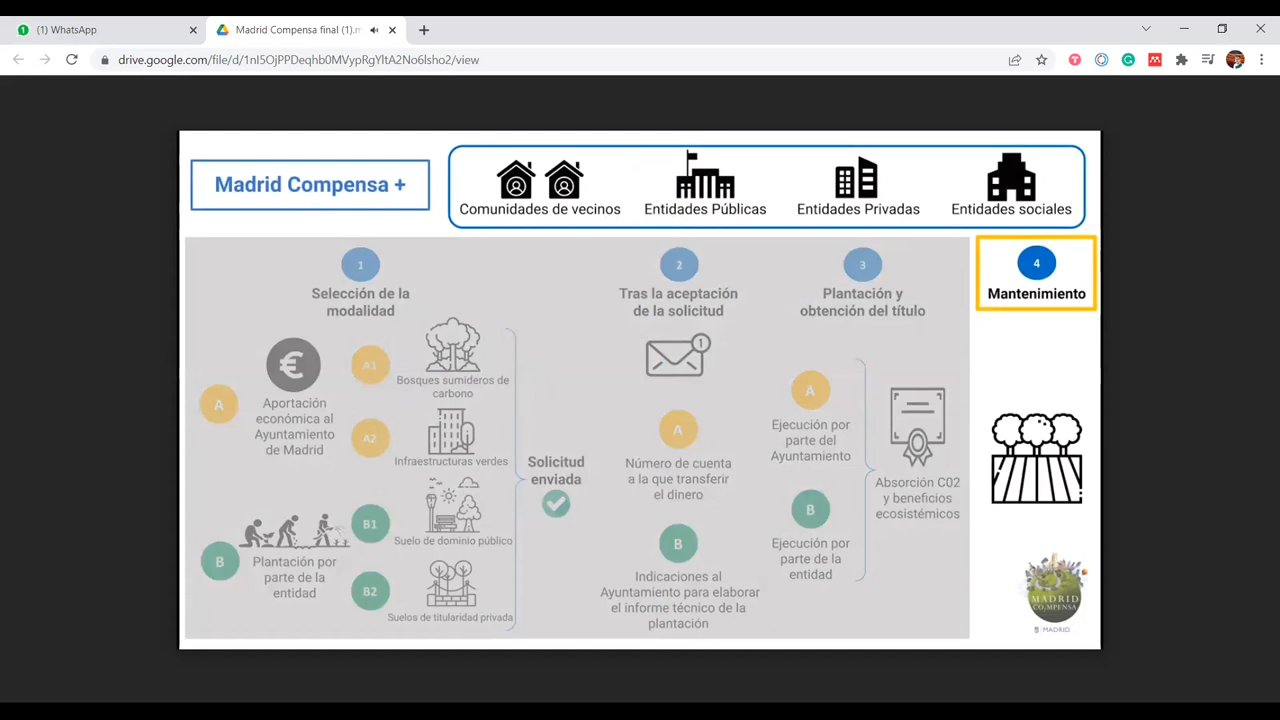 (1) WhatsApp
Madrid Compensa final (1).m
drive.google.com/file/d/1nI5OjPPDeqhb0MVypRgYltA2No6lsho2/view
Madrid Compensa +
Comunidades de vecinos
Entidades Públicas
Entidades Privadas
Entidades sociales
1
Selección de la
modalidad
A
€
Aportación
económica al
Ayuntamiento
de Madrid
A1
Bosques sumideros de
carbono
A2
Infraestructuras verdes
B
Plantación por
parte de la
entidad
B1
Suelo de dominio público
B2
Suelos de titularidad privada
Solicitud
enviada
2
Tras la aceptación
de la solicitud
1
A
Número de cuenta
a la que transferir
el dinero
B
Indicaciones al
Ayuntamiento para elaborar
el informe técnico de la
plantación
3
Plantación y
obtención del título
A
Ejecución por
parte del
Ayuntamiento
B
Ejecución por
parte de la
entidad
Absorción C02
y beneficios
ecosistémicos
4
Mantenimiento
MADRID
CO₂MPENSA
MADRID